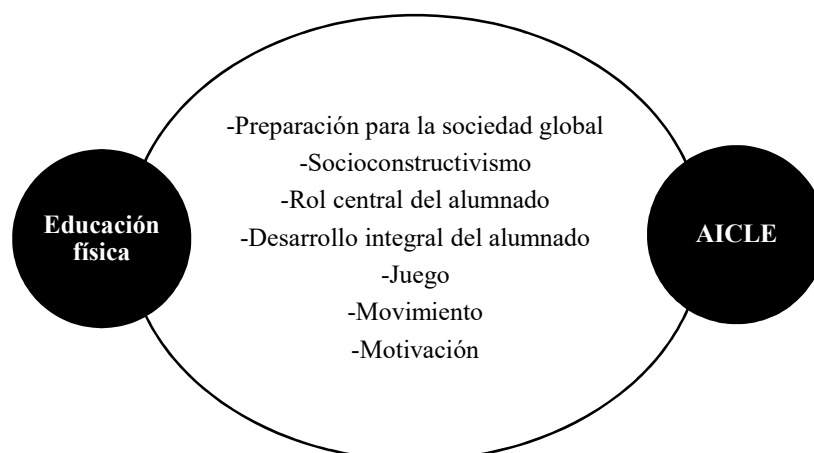 -Preparación para la sociedad global
-Socioconstructivismo
-Rol central del alumnado
-Desarrollo integral del alumnado
-Juego
-Movimiento
-Motivación
Educación
física
AICLE